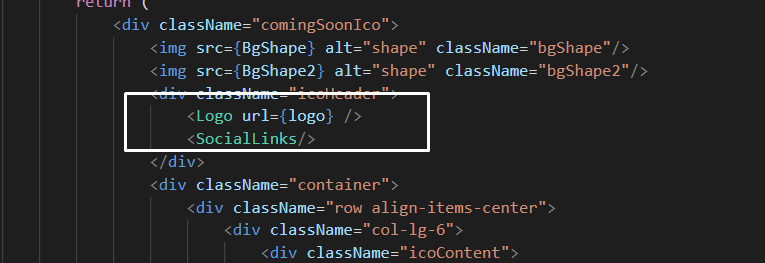 return (
<div className="comingSoonIco">
<img src={BgShape} alt="shape" className="bgShape"/>
<img src={BgShape2} alt="shape" className="bgShape2"/>
<div className="icoHeader">
<Logo url={logo} />
<SocialLinks/>
</div>
<div className="container">
<div className="row align-items-center">
<div className="col-lg-6">
<div className="icoContent">